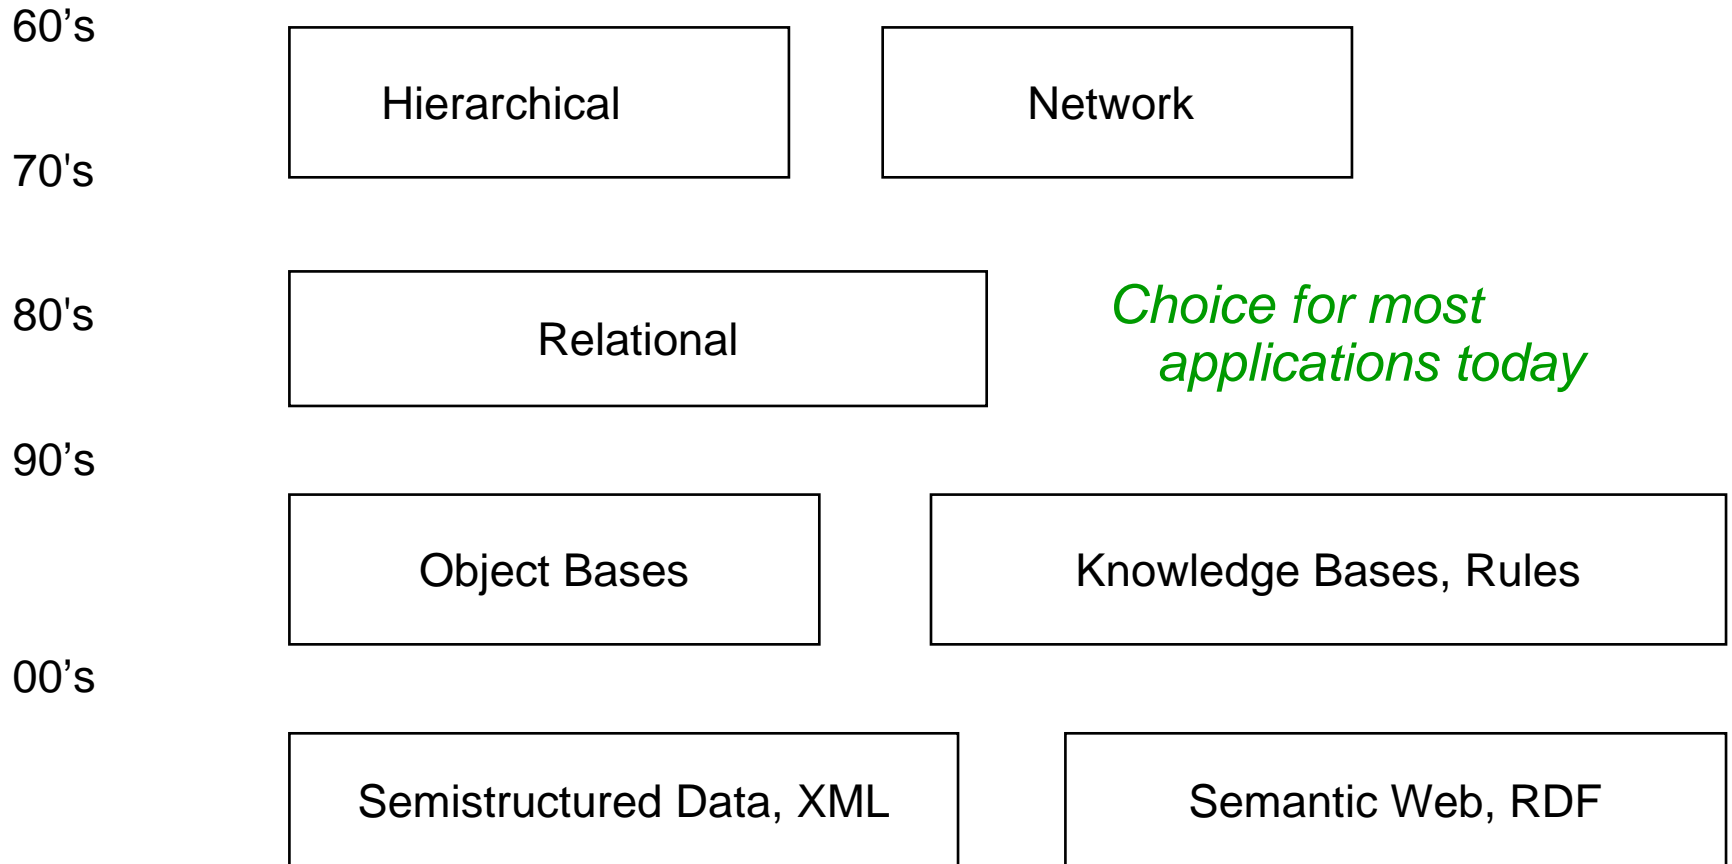 60’s
Hierarchical
Network
70's
80's
Relational
Choice for most
applications today
90’s
Object Bases
Knowledge Bases, Rules
00’s
Semistructured Data, XML
Semantic Web, RDF